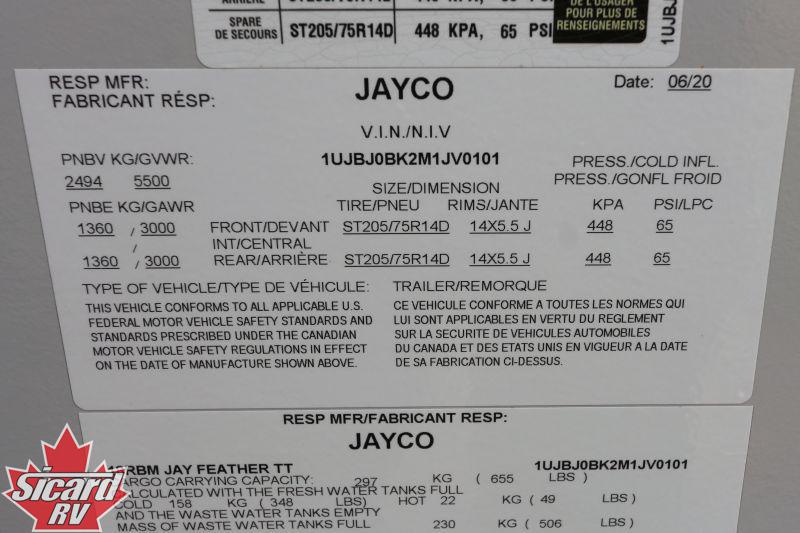 SPARE ST205/75R14D 448 KPA, 65 PSI
DE SECOURS
DE L'USAGER
POUR PLUS DE
RENSEIGNEMENTS
RESP MFR: JAYCO Date: 06/20
FABRICANT RÉSP:
V.I.N./N.I.V
PNBV KG/GVWR: 1UJBJ0BK2M1JV0101 PRESS./COLD INFL.
2494 5500 SIZE/DIMENSION PRESS./GONFL FROID
PNBE KG/GAWR TIRE/PNEU RIMS/JANTE KPA PSI/LPC
1360 / 3000 FRONT/DEVANT ST205/75R14D 14X5.5 J 448 65
/ INT/CENTRAL
1360 / 3000 REAR/ARRIÈRE ST205/75R14D 14X5.5 J 448 65
TYPE OF VEHICLE/TYPE DE VÉHICULE: TRAILER/REMORQUE
THIS VEHICLE CONFORMS TO ALL APPLICABLE U.S.
FEDERAL MOTOR VEHICLE SAFETY STANDARDS AND
STANDARDS PRESCRIBED UNDER THE CANADIAN
MOTOR VEHICLE SAFETY REGULATIONS IN EFFECT
ON THE DATE OF MANUFACTURE SHOWN ABOVE.
CE VEHICULE CONFORME A TOUTES LES NORMES QUI
LUI SONT APPLICABLES EN VERTU DU REGLEMENT
SUR LA SECURITE DE VEHICULES AUTOMOBILES
DU CANADA ET DES ETATS UNIS EN VIGUEUR A LA DATE
DE SA FABRICATION CI-DESSUS.
RESP MFR/FABRICANT RESP:
JAYCO
JAY FEATHER TT 1UJBJ0BK2M1JV0101
CARGO CARRYING CAPACITY: 297 KG ( 655 LBS )
CALCULATED WITH THE FRESH WATER TANKS FULL
COLD 158 KG ( 348 LBS) HOT 22 KG ( 49 LBS)
AND THE WASTE WATER TANKS EMPTY
MASS OF WASTE WATER TANKS FULL 230 KG ( 506 LBS)
Sicard
RV